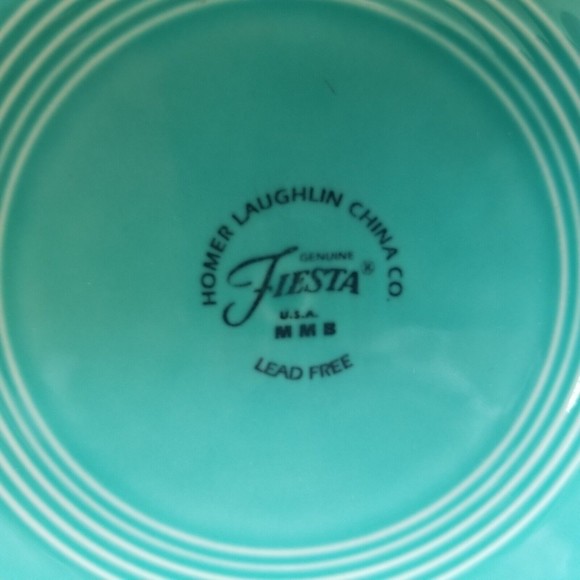 HOMER LAUGHLIN CHINA CO.
GENUINE
FIESTA®
U.S.A.
MMB
LEAD FREE